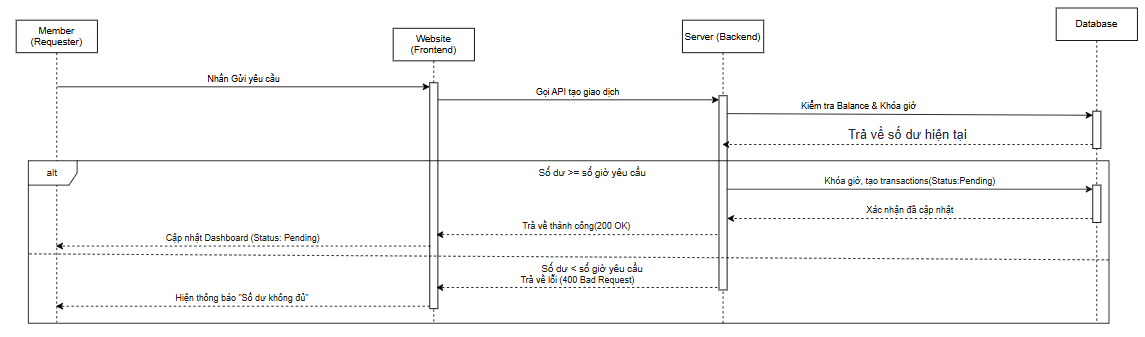 Member
(Requester)
Website
(Frontend)
Server (Backend)
Database
Nhấn Gửi yêu cầu
Gọi API tạo giao dịch
Kiểm tra Balance & Khóa giờ
Trả về số dư hiện tại
alt
Số dư >= số giờ yêu cầu
Khóa giờ, tạo transactions(Status:Pending)
Xác nhận đã cập nhật
Trả về thành công(200 OK)
Cập nhật Dashboard (Status: Pending)
Số dư < số giờ yêu cầu
Trả về lỗi (400 Bad Request)
Hiện thông báo "Số dư không đủ"